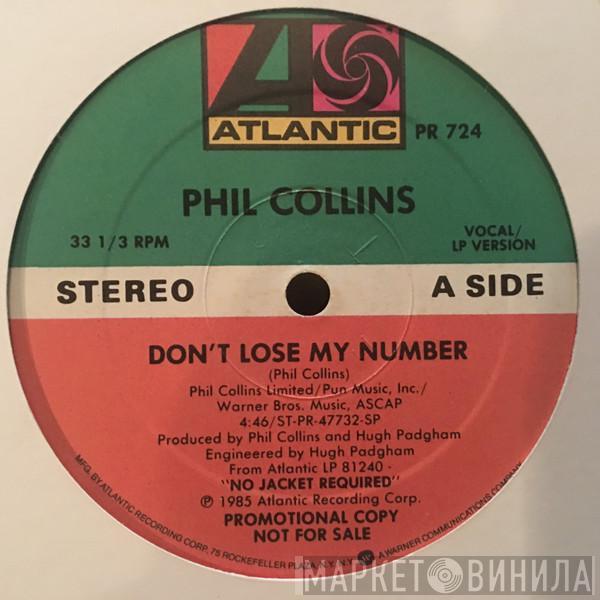 ATLANTIC
PR 724
PHIL COLLINS
33 1/3 RPM
VOCAL/
LP VERSION
STEREO
A SIDE
DON'T LOSE MY NUMBER
(Phil Collins)
Phil Collins Limited/Pun Music, Inc./
Warner Bros. Music, ASCAP
4:46/ST-PR-47732-SP
Produced by Phil Collins and Hugh Padgham
Engineered by Hugh Padgham
From Atlantic LP 81240 -
"NO JACKET REQUIRED"
℗ 1985 Atlantic Recording Corp.
PROMOTIONAL COPY
NOT FOR SALE
MFG. BY ATLANTIC RECORDING CORP. 75 ROCKEFELLER PLAZA, N.Y. N.Y. A WARNER COMMUNICATIONS COMPANY
МАРКЕТ ВИНИЛА